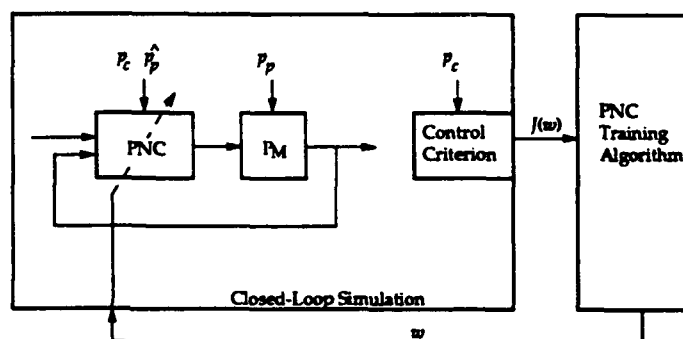 p_c p̂_p
p_p
p_c
PNC
P_M
Control
Criterion
J(w)
PNC
Training
Algorithm
Closed-Loop Simulation
w